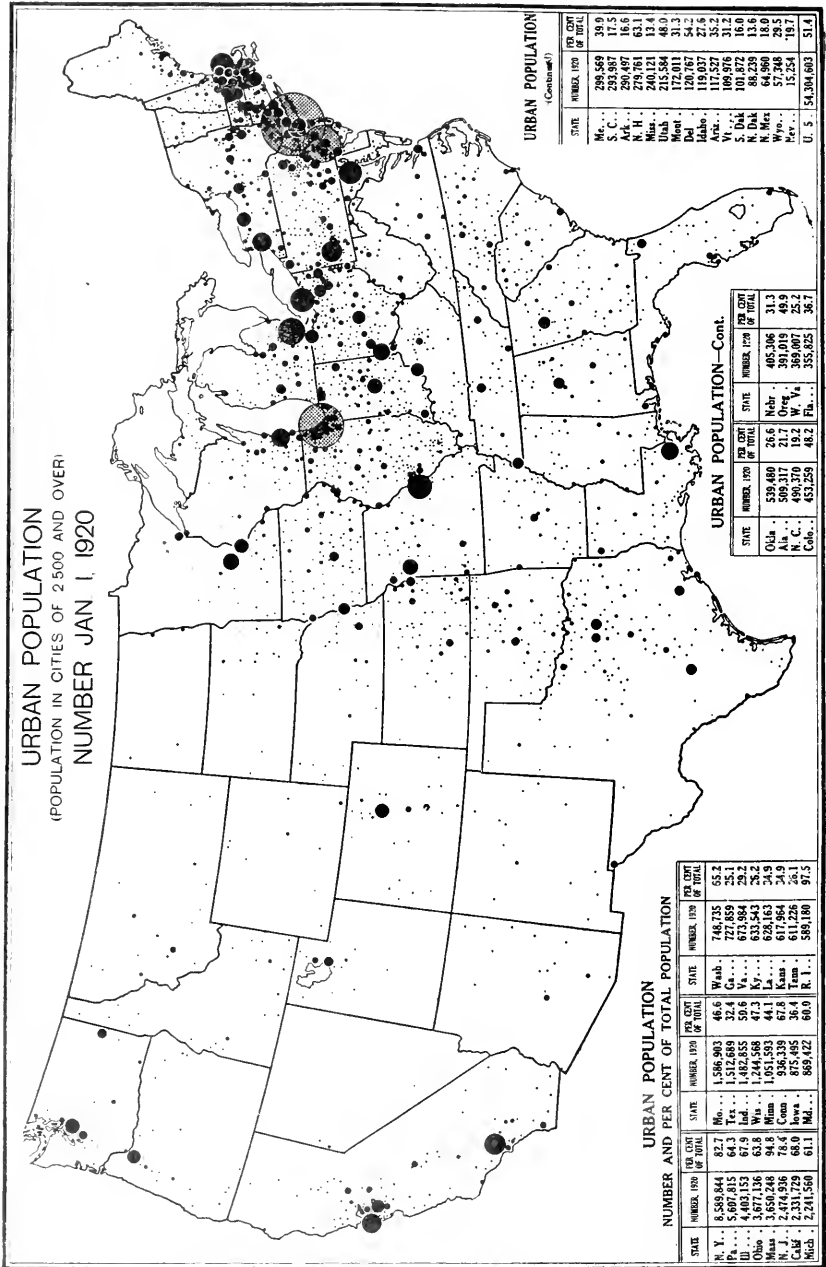 URBAN POPULATION
(POPULATION IN CITIES OF 2500 AND OVER)
NUMBER JAN. 1, 1920
URBAN POPULATION
NUMBER AND PER CENT OF TOTAL POPULATION
STATE NUMBER, 1920 PER CENT OF TOTAL STATE NUMBER, 1920 PER CENT OF TOTAL STATE NUMBER, 1920 PER CENT OF TOTAL
N. Y. . 8,589,844 82.7 Mo. . . 1,586,903 46.6 Wash 748,735 55.2
Pa. . . . 5,607,815 64.3 Tex . . 1,512,689 32.4 Ga. . . . 727,859 25.1
Ill . . . . 4,403,153 67.9 Ind. . . 1,482,855 50.6 Va. . . . 673,984 29.2
Ohio . . 3,677,136 63.8 Wis . . 1,244,568 47.3 Ky. . . . 633,543 26.2
Mass 3,650,248 94.8 Minn 1,051,593 44.1 La. . . . 628,163 34.9
N. J. . . 2,474,936 78.4 Conn 936,339 67.8 Kans 617,964 34.9
Calif . 2,331,729 68.0 Iowa . 875,495 36.4 Tenn . 611,226 26.1
Mich . 2,241,560 61.1 Md. . . 869,422 60.0 R. I. . . 589,180 97.5
URBAN POPULATION—Cont.
STATE NUMBER, 1920 PER CENT OF TOTAL STATE NUMBER, 1920 PER CENT OF TOTAL
Okla 539,480 26.6 Nebr . 405,306 31.3
Ala . . 509,317 21.7 Oreg . 391,019 49.9
N. C. . 490,370 19.2 W. Va 369,007 25.2
Colo. . 453,259 48.2 Fla. . . 355,825 36.7
URBAN POPULATION
(Continued)
STATE NUMBER, 1920 PER CENT OF TOTAL
Me. . . 299,569 39.0
S. C. . 293,987 17.5
Ark. . . 290,497 16.6
N. H. 279,761 63.1
Miss. . 240,121 13.4
Utah . 215,584 48.0
Mont 172,011 31.3
Del . . 120,767 54.2
Idaho. 119,037 27.6
Ariz. . 117,527 35.2
Vt. . . . 109,976 31.2
S. Dak 101,872 16.0
N. Dak 88,239 13.6
N. Mex 64,960 18.0
Wyo. . 57,348 29.5
Nev. . . 15,254 19.7
U. S. 54,304,603 51.4